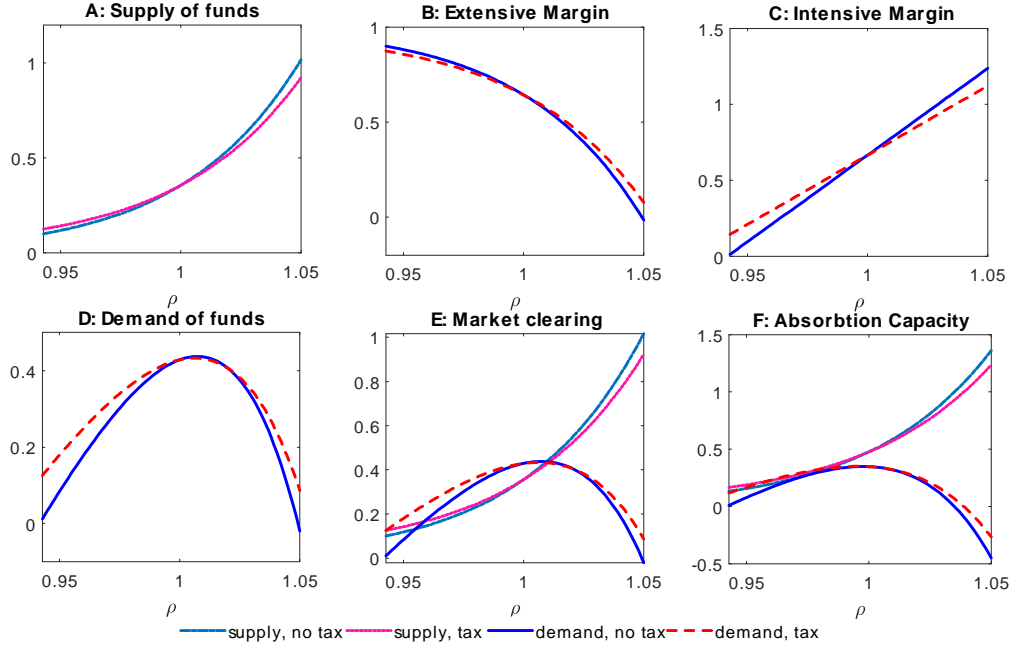 A: Supply of funds
B: Extensive Margin
C: Intensive Margin
1
0.5
0
0.95
1
1.05
ρ
1
0.5
0
0.95
1
1.05
ρ
1.5
1
0.5
0
0.95
1
1.05
ρ
D: Demand of funds
E: Market clearing
F: Absorbtion Capacity
0.4
0.2
0
0.95
1
1.05
ρ
1
0.8
0.6
0.4
0.2
0
0.95
1
1.05
ρ
1.5
1
0.5
0
-0.5
0.95
1
1.05
ρ
supply, no tax
supply, tax
demand, no tax
demand, tax